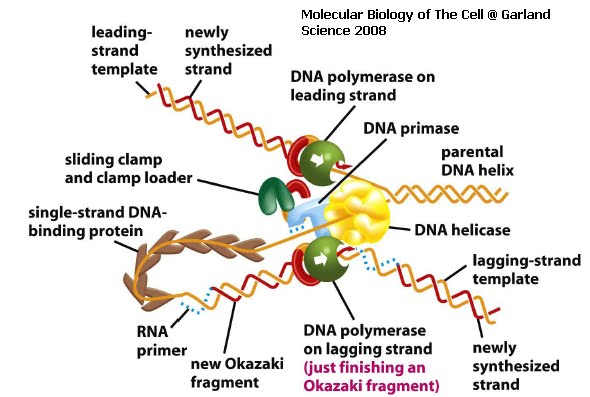 Molecular Biology of The Cell @ Garland
Science 2008
leading-
strand
template
newly
synthesized
strand
DNA polymerase on
leading strand
DNA primase
parental
DNA helix
sliding clamp
and clamp loader
single-strand DNA-
binding protein
DNA helicase
lagging-strand
template
RNA
primer
new Okazaki
fragment
DNA polymerase
on lagging strand
(just finishing an
Okazaki fragment)
newly
synthesized
strand